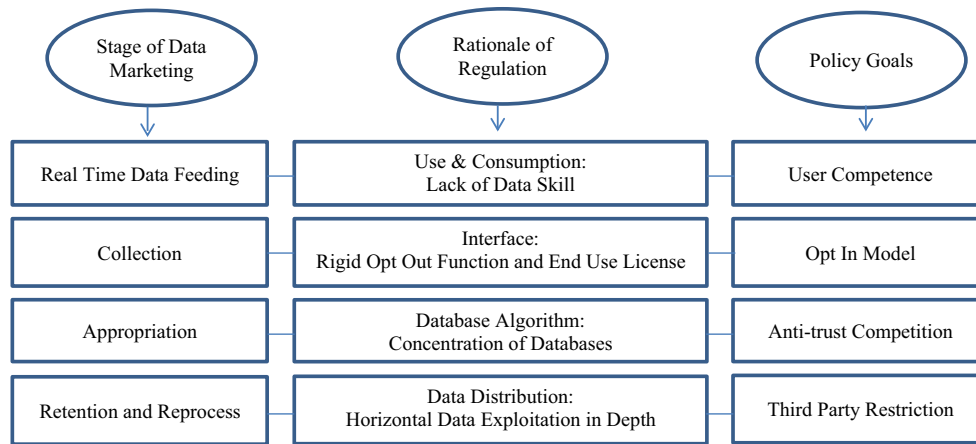 Stage of Data
Marketing
Rationale of
Regulation
Policy Goals
Real Time Data Feeding
Use & Consumption:
Lack of Data Skill
User Competence
Collection
Interface:
Rigid Opt Out Function and End Use License
Opt In Model
Appropriation
Database Algorithm:
Concentration of Databases
Anti-trust Competition
Retention and Reprocess
Data Distribution:
Horizontal Data Exploitation in Depth
Third Party Restriction